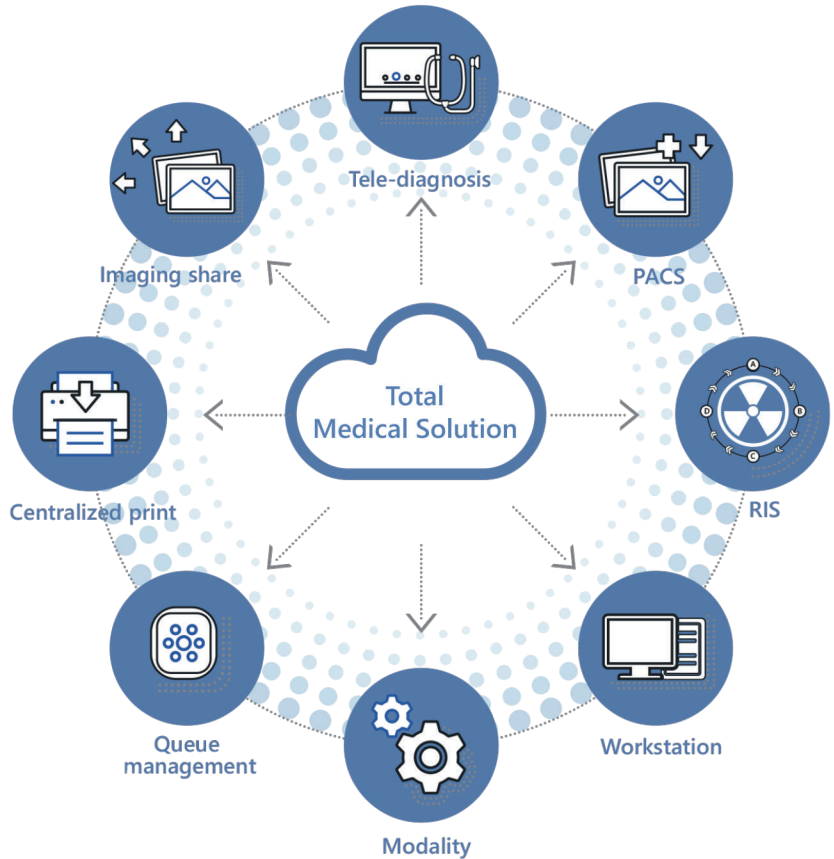 Tele-diagnosis
Imaging share
PACS
Total
Medical Solution
A
D
B
C
Centralized print
RIS
Queue
management
Workstation
Modality